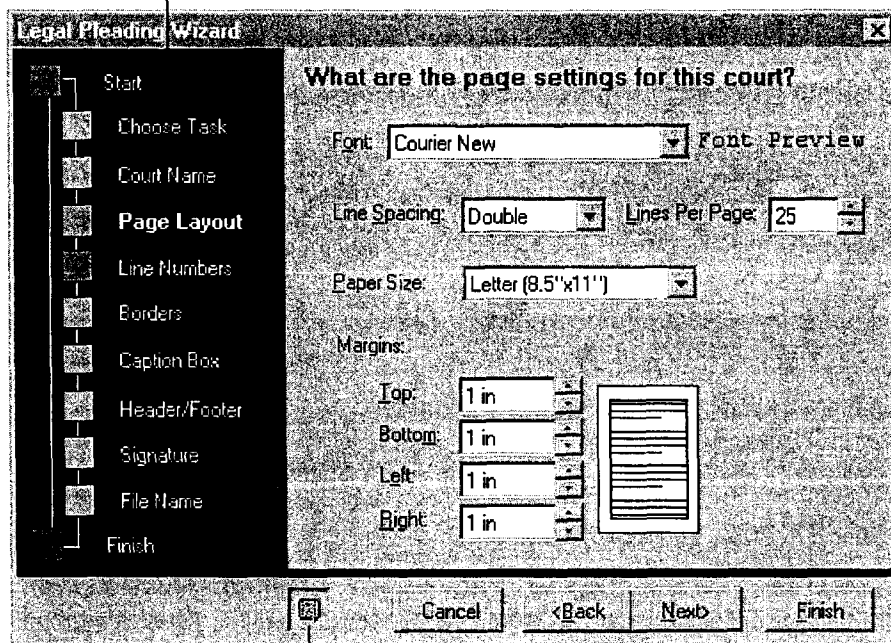 Legal Pleading Wizard
Start
Choose Task
Court Name
Page Layout
Line Numbers
Borders
Caption Box
Header/Footer
Signature
File Name
Finish
What are the page settings for this court?
Font: Courier New Font Preview
Line Spacing: Double Lines Per Page: 25
Paper Size: Letter (8.5"x11")
Margins:
Top: 1 in
Bottom: 1 in
Left: 1 in
Right: 1 in
Cancel <Back Next> Finish